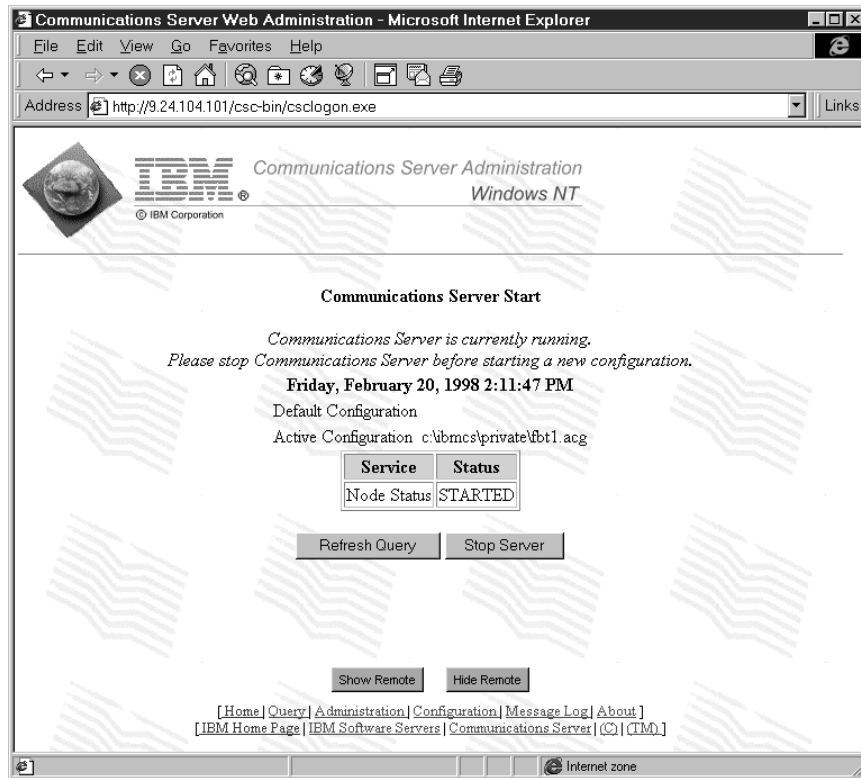 Communications Server Web Administration - Microsoft Internet Explorer
File Edit View Go Favorites Help
Address http://9.24.104.101/csc-bin/csclogon.exe Links
IBM ®
Communications Server Administration
Windows NT
© IBM Corporation
Communications Server Start
Communications Server is currently running.
Please stop Communications Server before starting a new configuration.
Friday, February 20, 1998 2:11:47 PM
Default Configuration
Active Configuration c:\ibmcs\private\fbt1.acg
Service Status
Node Status STARTED
Refresh Query Stop Server
Show Remote Hide Remote
[ Home | Query | Administration | Configuration | Message Log | About ]
[ IBM Home Page | IBM Software Servers | Communications Server | (C) | (TM) ]
Internet zone